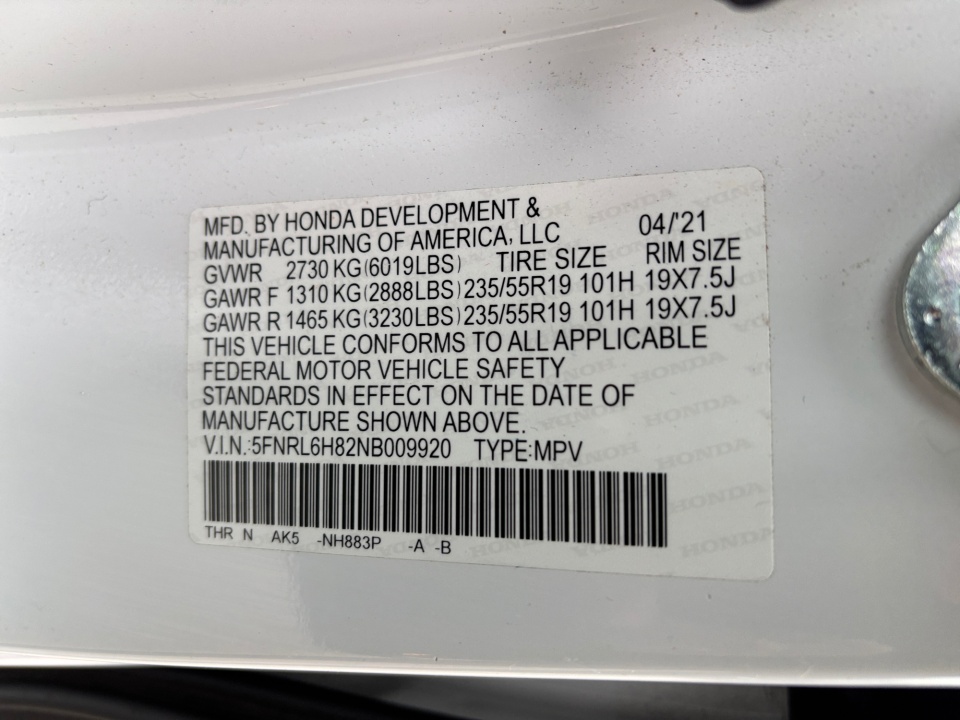 MFD. BY HONDA DEVELOPMENT &
MANUFACTURING OF AMERICA, LLC 04/'21
GVWR 2730 KG(6019LBS) TIRE SIZE RIM SIZE
GAWR F 1310 KG(2888LBS) 235/55R19 101H 19X7.5J
GAWR R 1465 KG(3230LBS) 235/55R19 101H 19X7.5J
THIS VEHICLE CONFORMS TO ALL APPLICABLE
FEDERAL MOTOR VEHICLE SAFETY
STANDARDS IN EFFECT ON THE DATE OF
MANUFACTURE SHOWN ABOVE.
V.I.N.:5FNRL6H82NB009920 TYPE:MPV
THR N AK5 -NH883P -A -B